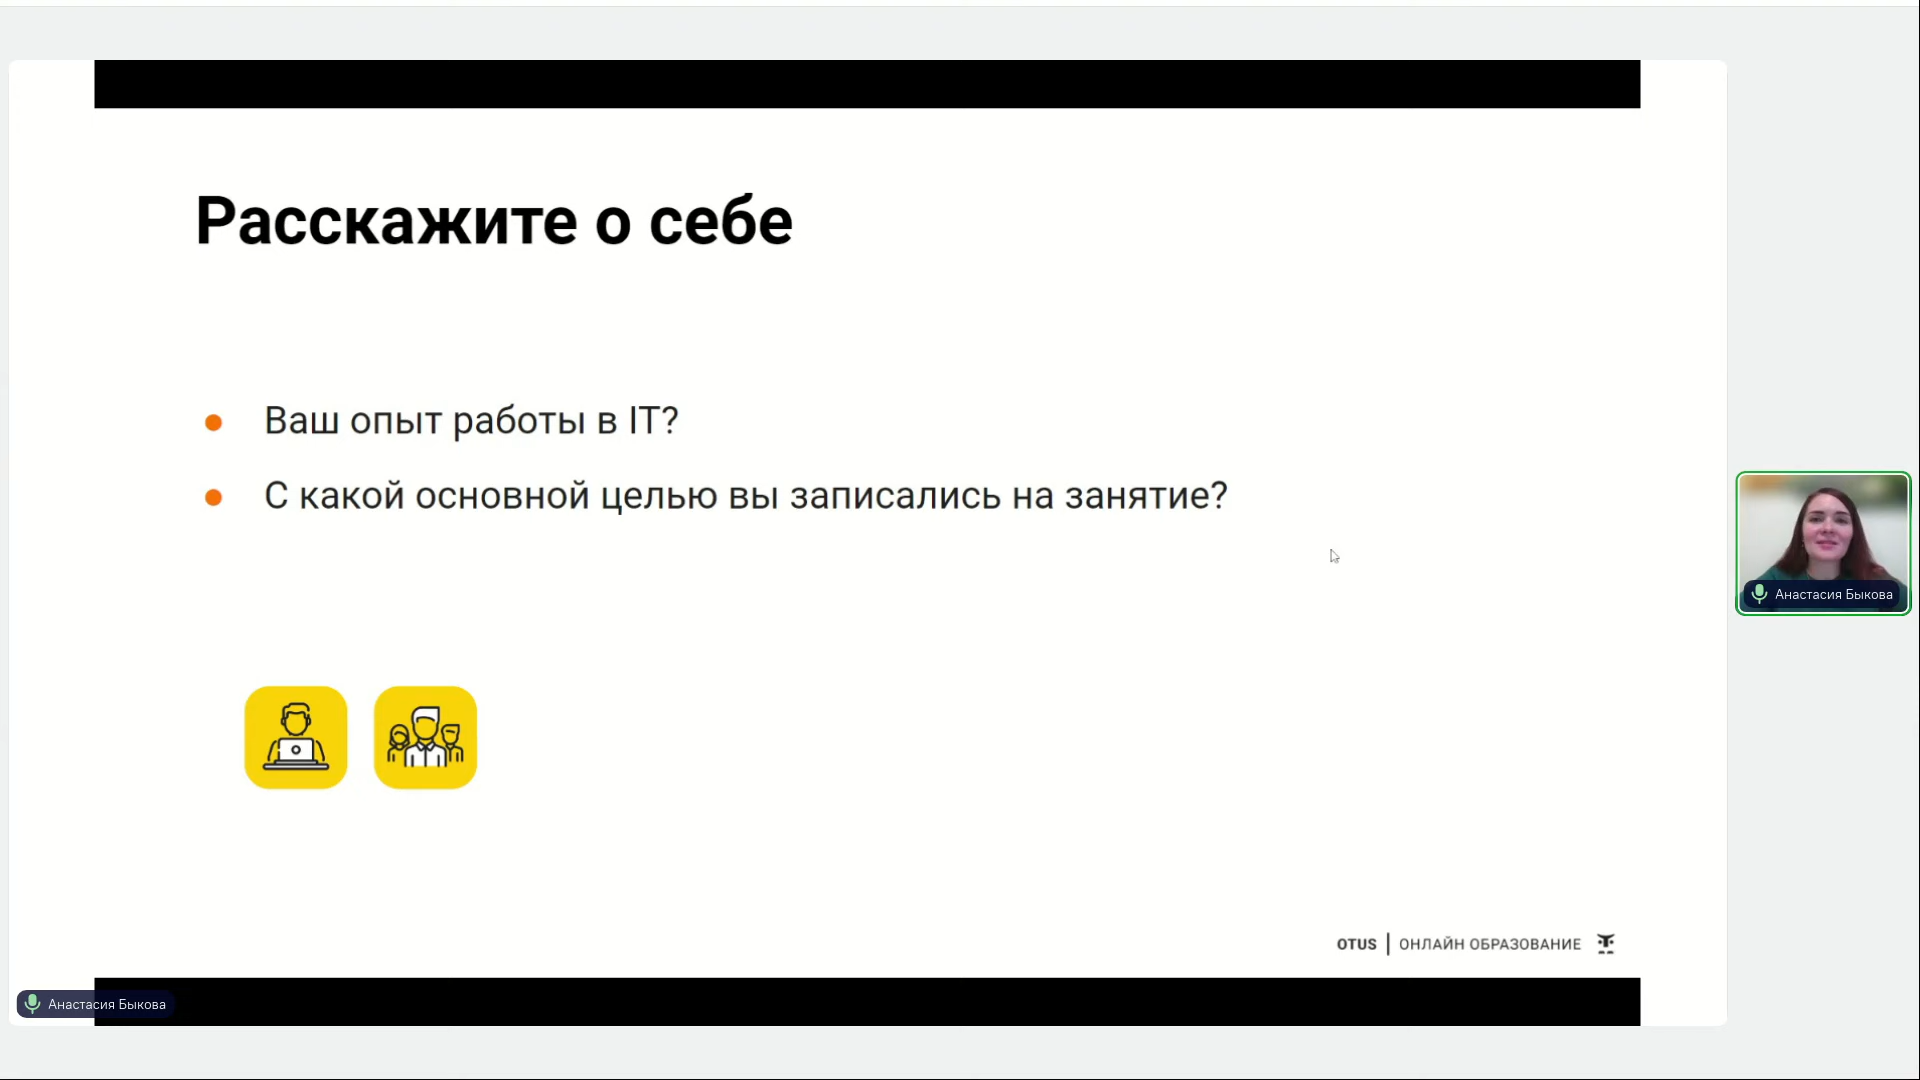 Расскажите о себе
Ваш опыт работы в IT?
С какой основной целью вы записались на занятие?
Анастасия Быкова
OTUS | ОНЛАЙН ОБРАЗОВАНИЕ
Анастасия Быкова